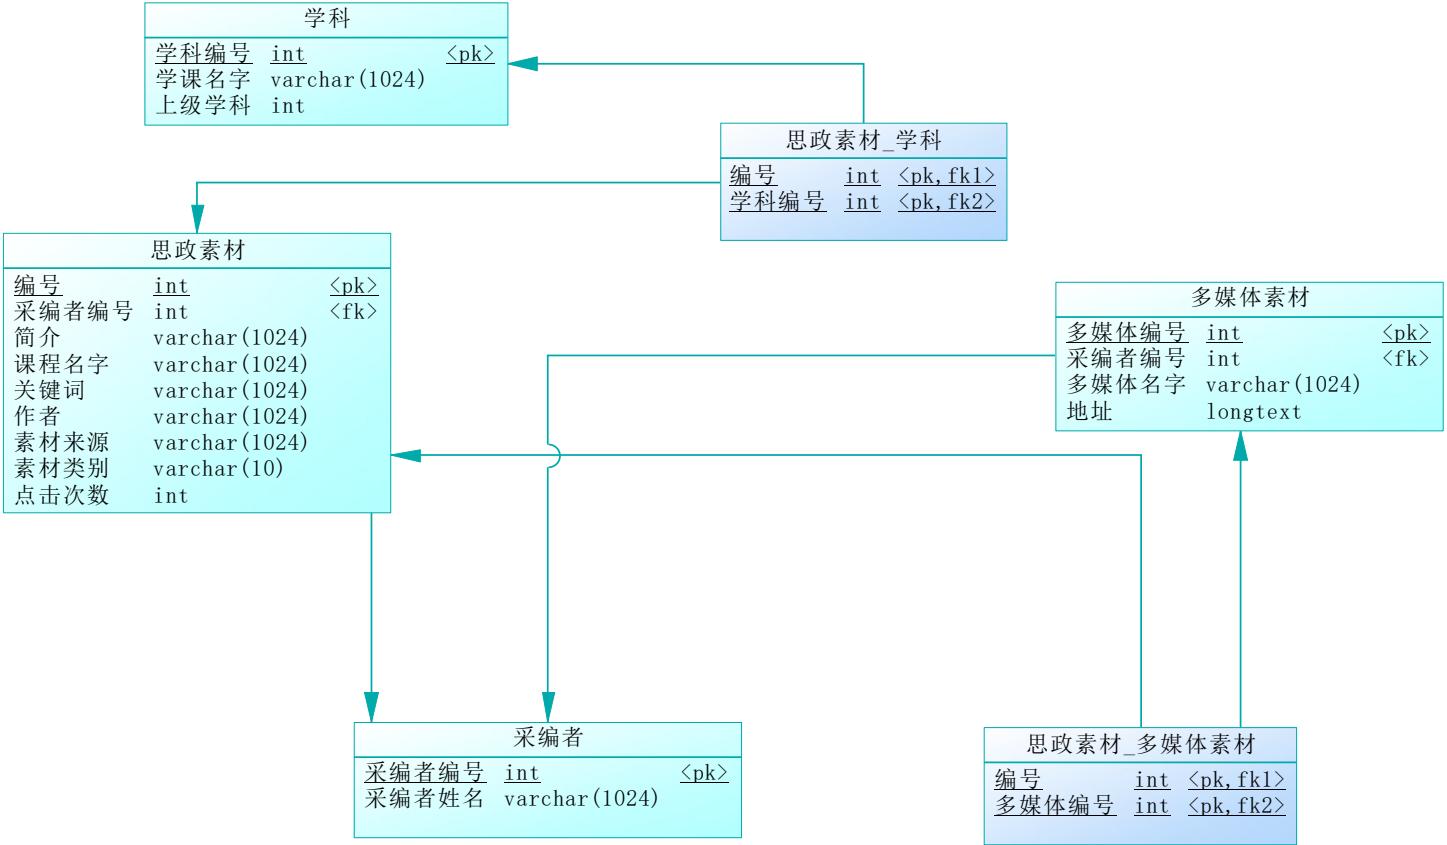 学科
学科编号 int <pk>
学课名字 varchar(1024)
上级学科 int
思政素材_学科
编号 int <pk,fk1>
学科编号 int <pk,fk2>
思政素材
编号 int <pk>
采编者编号 int <fk>
简介 varchar(1024)
课程名字 varchar(1024)
关键词 varchar(1024)
作者 varchar(1024)
素材来源 varchar(1024)
素材类别 varchar(10)
点击次数 int
多媒体素材
多媒体编号 int <pk>
采编者编号 int <fk>
多媒体名字 varchar(1024)
地址 longtext
采编者
采编者编号 int <pk>
采编者姓名 varchar(1024)
思政素材_多媒体素材
编号 int <pk,fk1>
多媒体编号 int <pk,fk2>